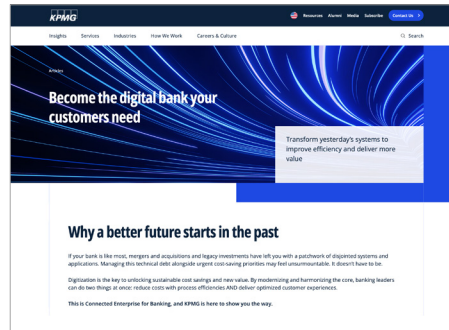 KPMG
Resources Alumni Media Subscribe Contact Us
Insights Services Industries How We Work Careers & Culture Search
Articles
Become the digital bank your
customers need
Transform yesterday's systems to
improve efficiency and deliver more
value
Why a better future starts in the past
If your bank is like most, mergers and acquisitions and legacy investments have left you with a patchwork of disjointed systems and
applications. Managing this technical debt alongside urgent cost-saving priorities may feel unsurmountable. It doesn't have to be.
Digitization is the key to unlocking sustainable cost savings and new value. By modernizing and harmonizing the core, banking leaders
can do two things at once: reduce costs with process efficiencies AND deliver optimized customer experiences.
This is Connected Enterprise for Banking, and KPMG is here to show you the way.